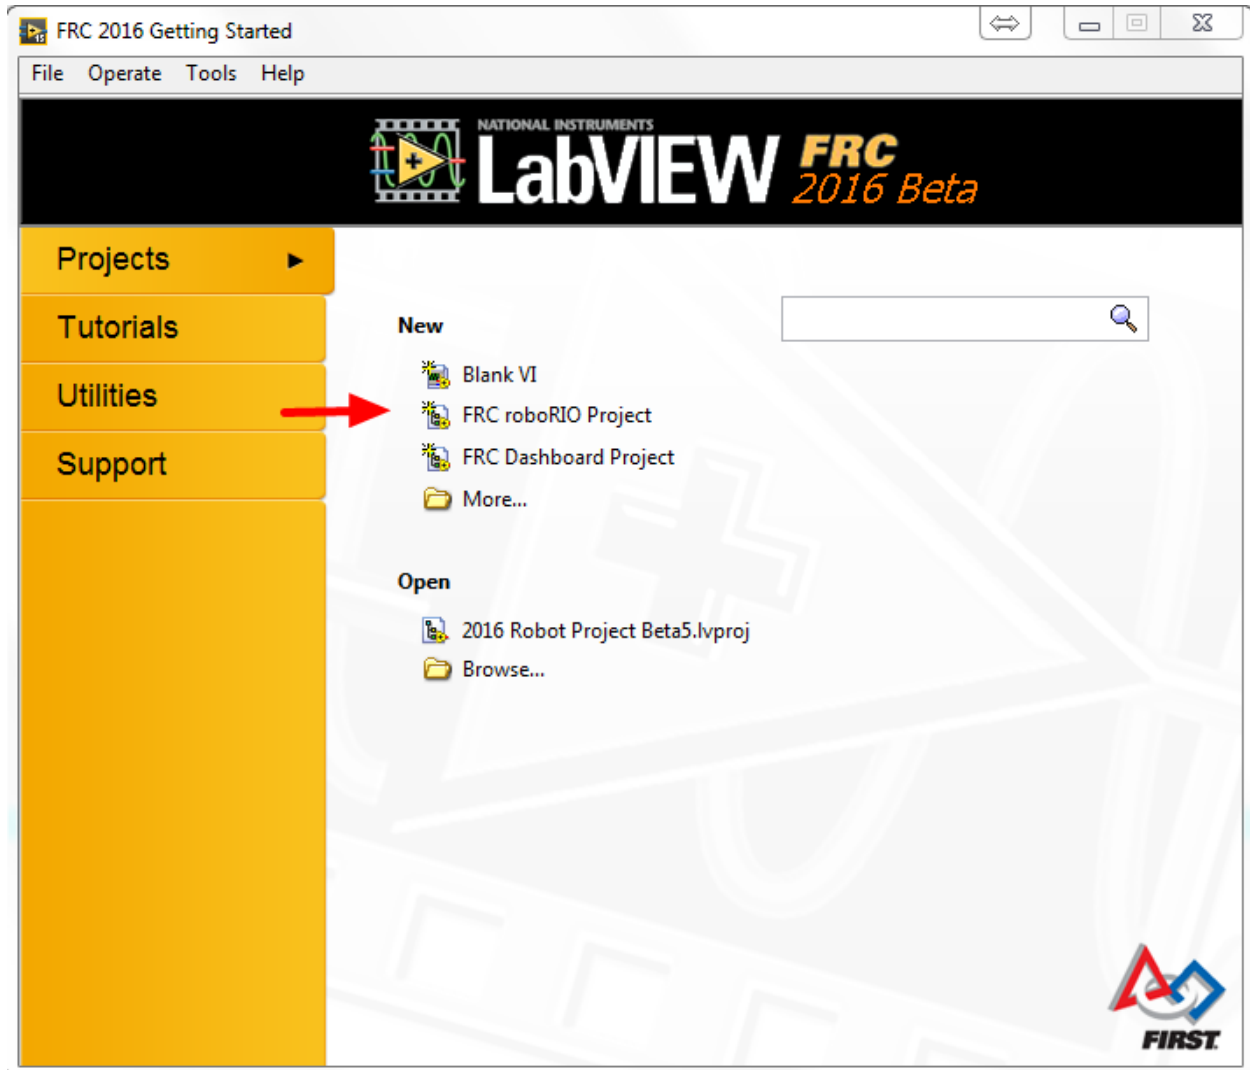 FRC 2016 Getting Started
File Operate Tools Help
NATIONAL INSTRUMENTS
LabVIEW FRC
2016 Beta
Projects
Tutorials
Utilities
Support
New
Blank VI
FRC roboRIO Project
FRC Dashboard Project
More...
Open
2016 Robot Project Beta5.lvproj
Browse...
FIRST